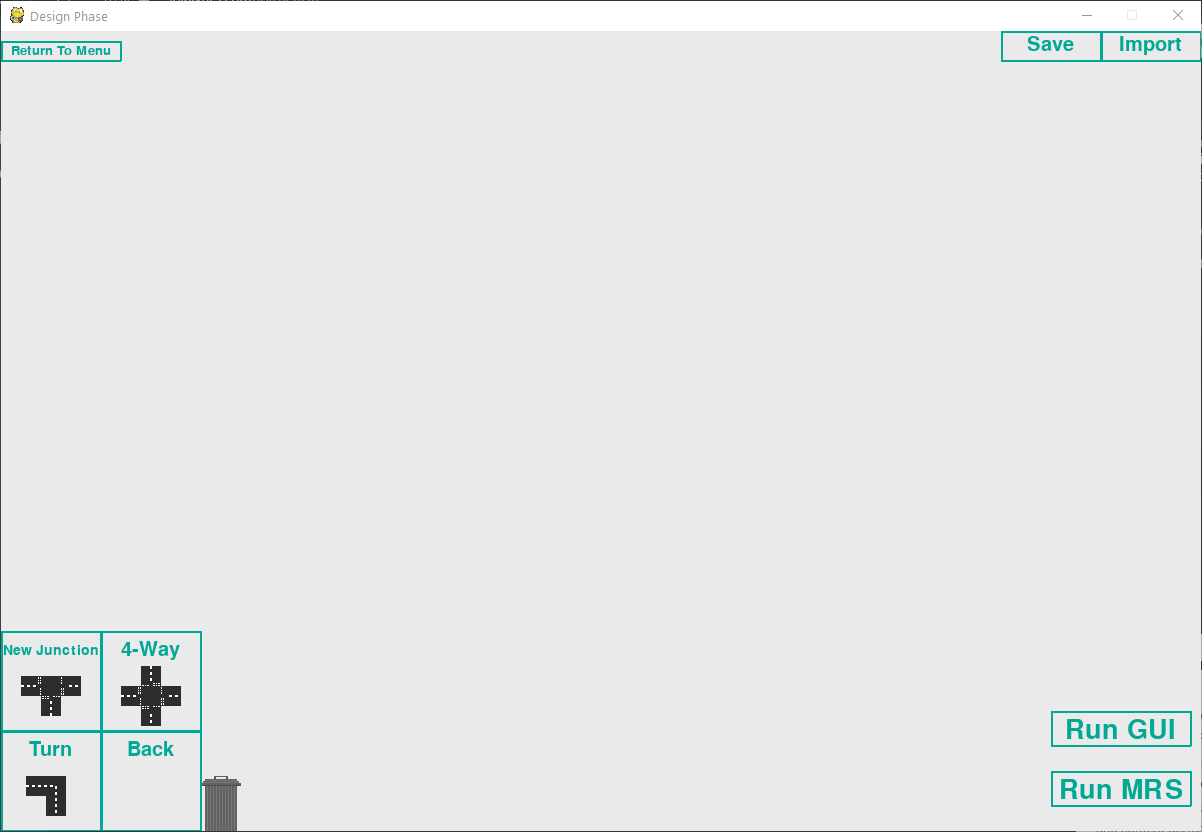 Design Phase
Return To Menu
Save
Import
New Junction
4-Way
Turn
Back
Run GUI
Run MRS